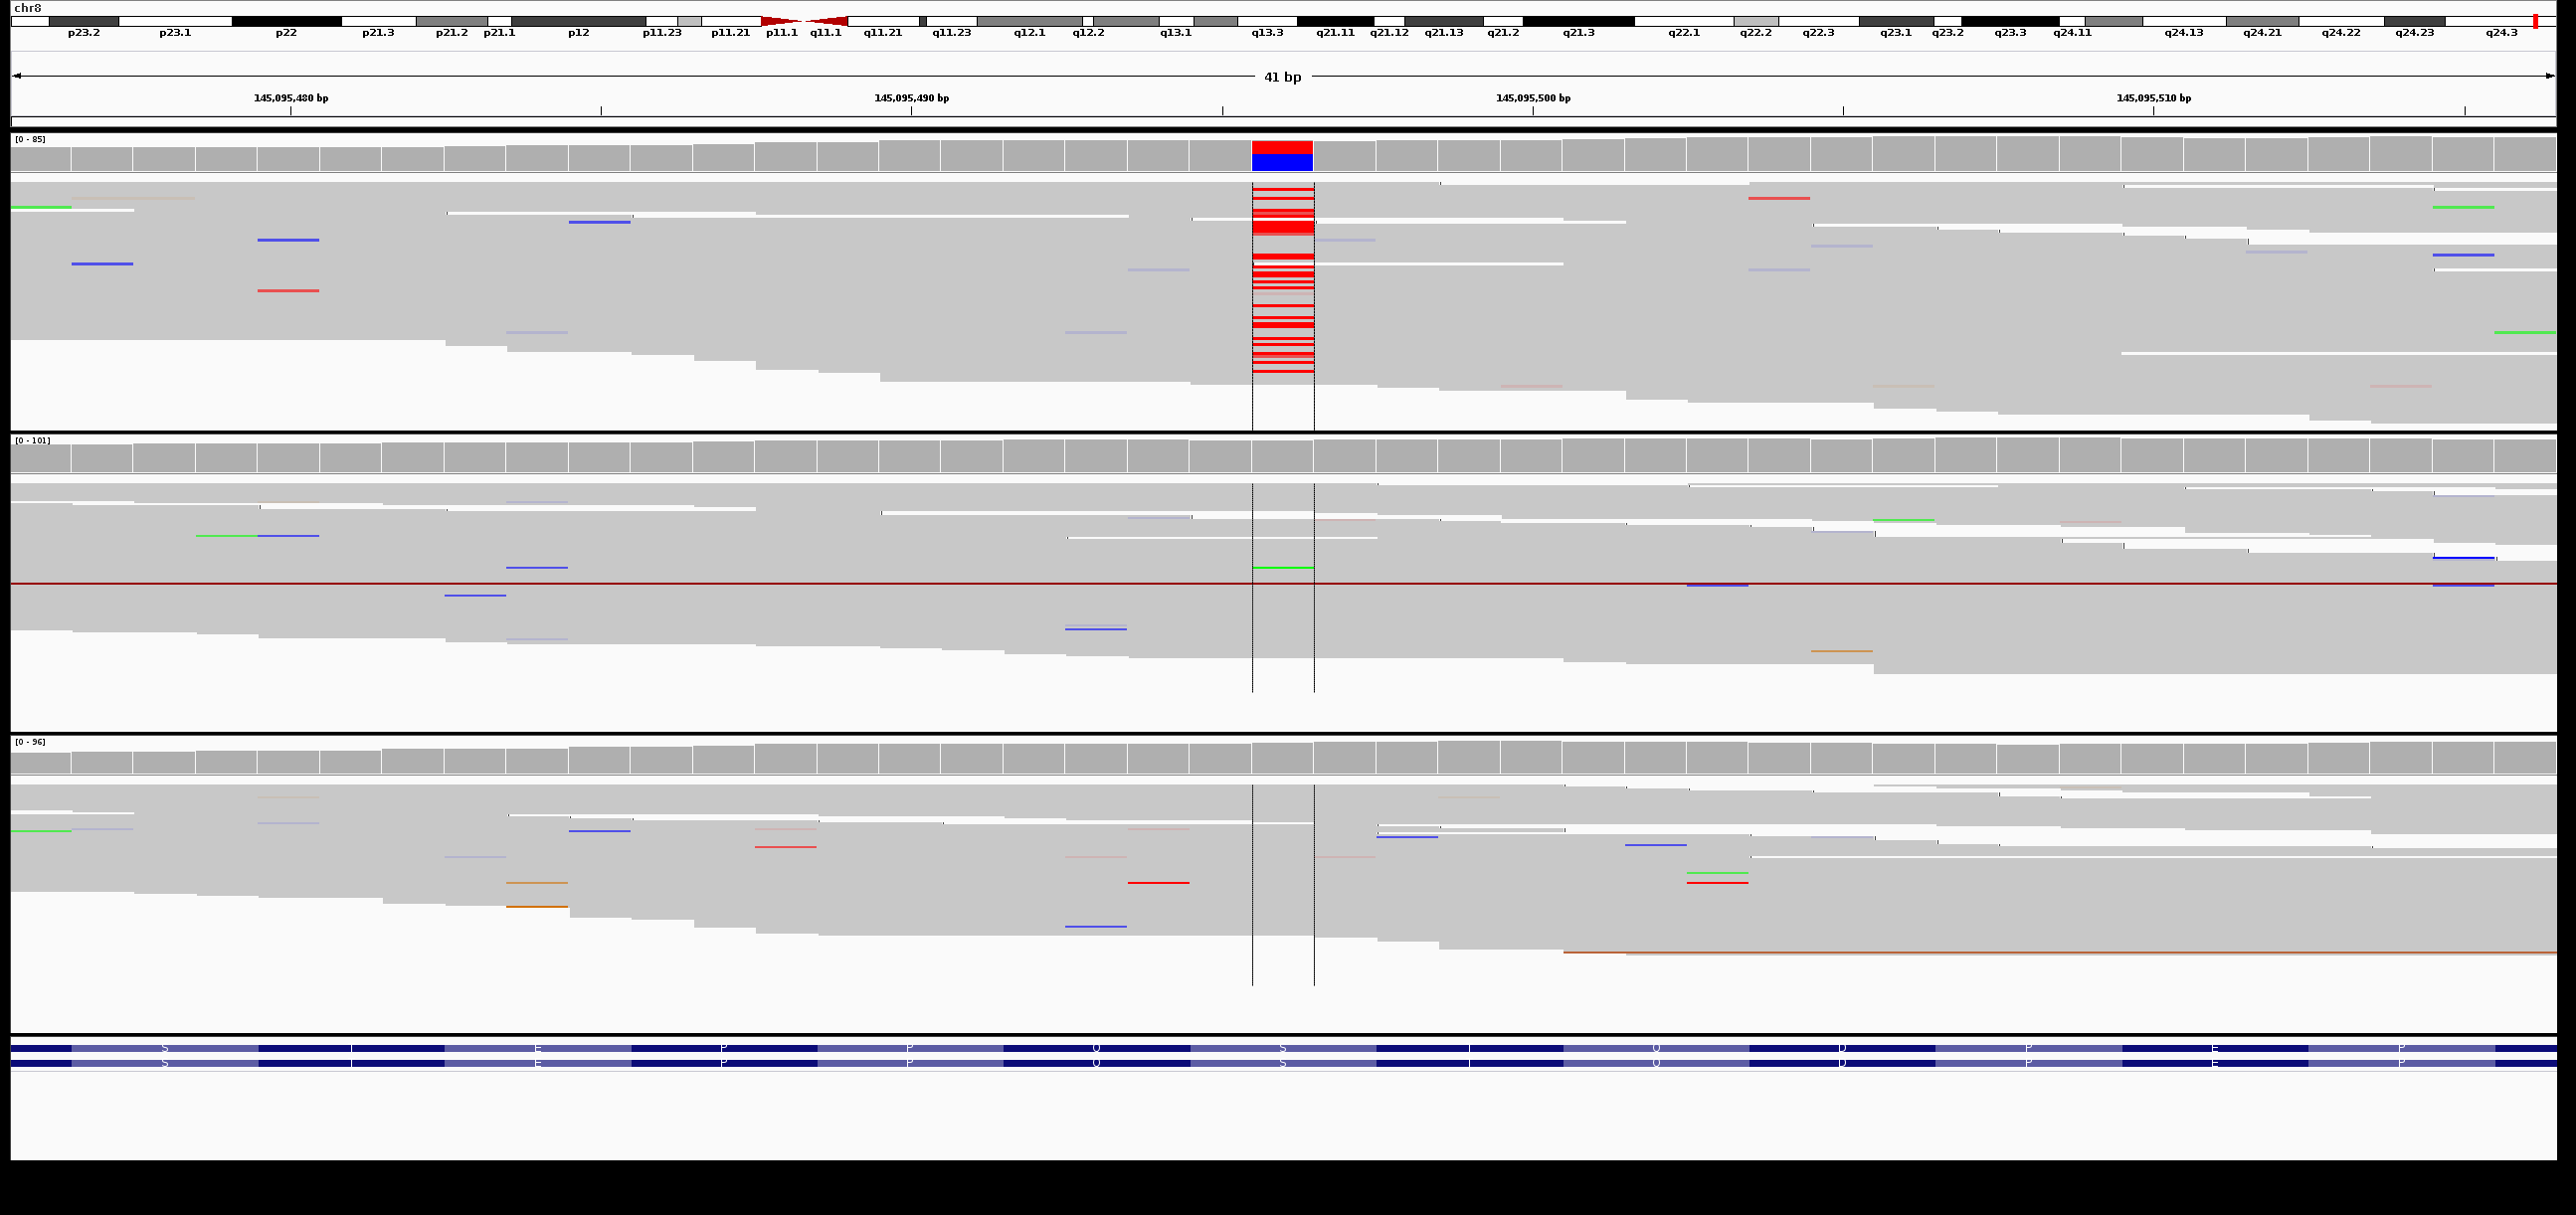 chr8
p23.2 p23.1 p22 p21.3 p21.2 p21.1 p12 p11.23 p11.21 p11.1 q11.1 q11.21 q11.23 q12.1 q12.2 q13.1 q13.3 q21.11 q21.12 q21.13 q21.2 q21.3 q22.1 q22.2 q22.3 q23.1 q23.2 q23.3 q24.11 q24.13 q24.21 q24.22 q24.23 q24.3
41 bp
145,095,480 bp 145,095,490 bp 145,095,500 bp 145,095,510 bp
[0 - 85]
[0 - 101]
[0 - 96]